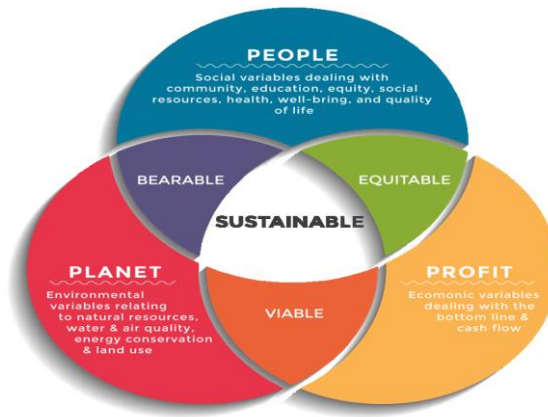 PEOPLE
Social variables dealing with
community, education, equity, social
resources, health, well-bring, and quality
of life
BEARABLE
EQUITABLE
SUSTAINABLE
PLANET
Environmental
variables relating
to natural resources,
water & air quality,
energy conservation
& land use
VIABLE
PROFIT
Ecomonic variables
dealing with the
bottom line &
cash flow